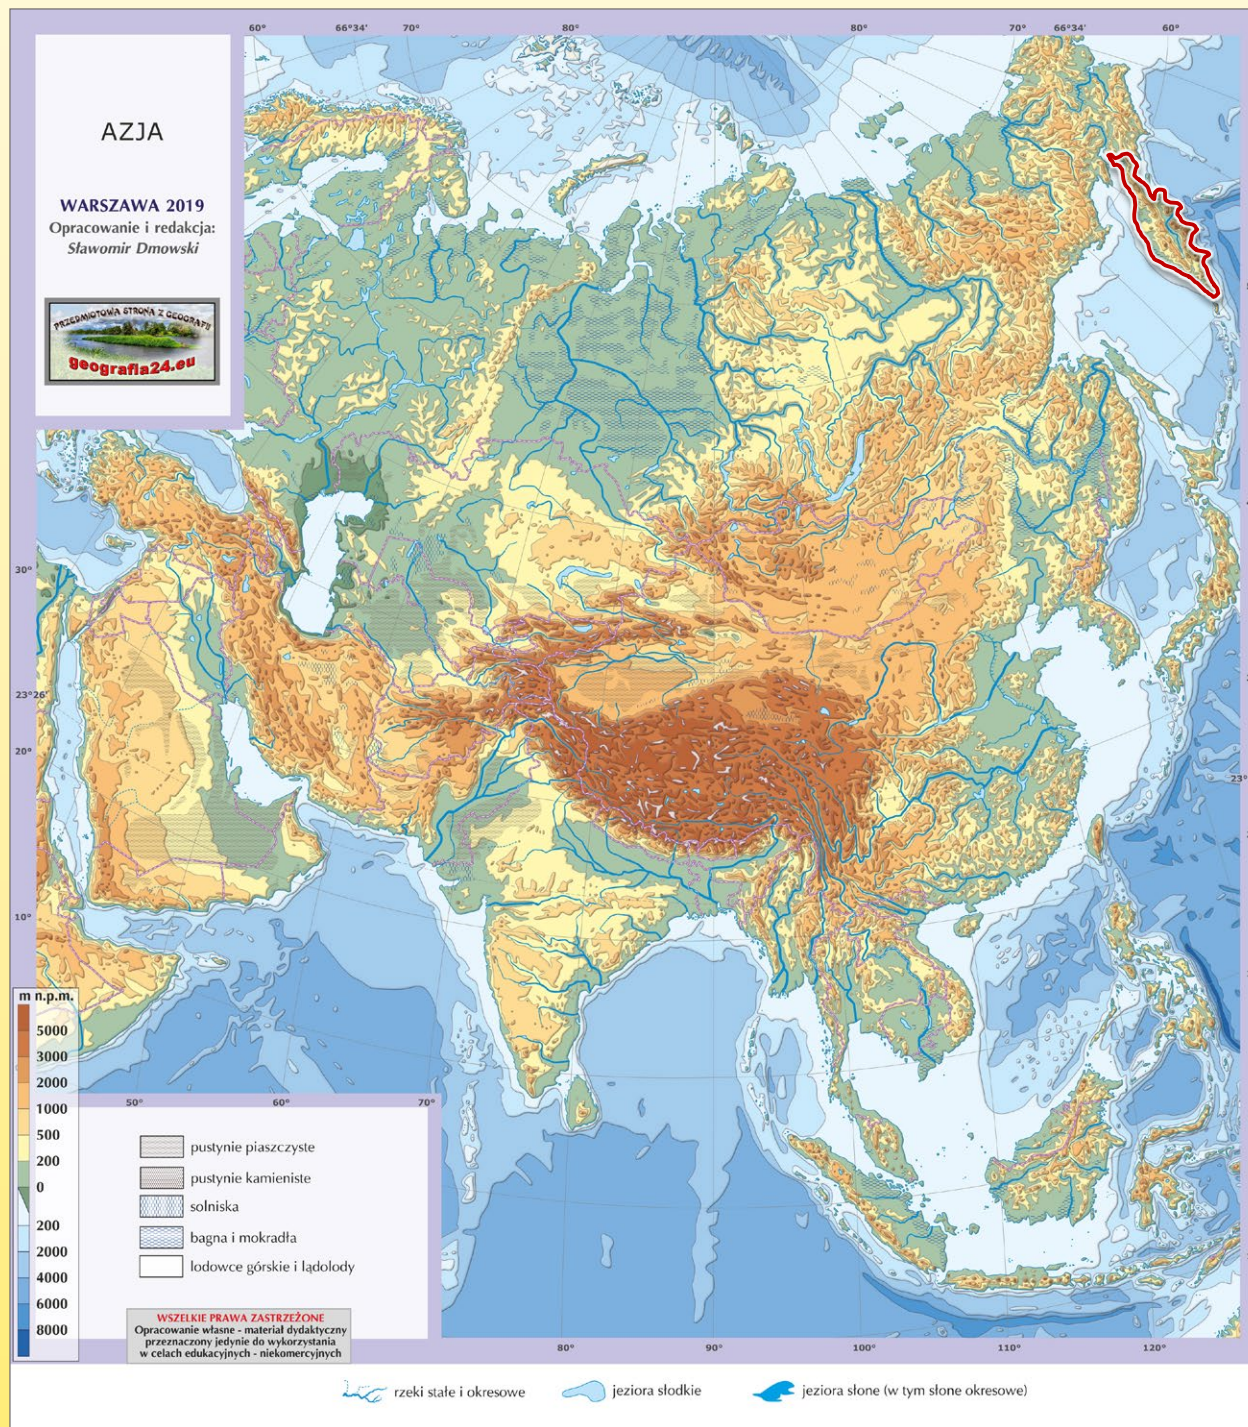 60° 66°34' 70° 80° 80° 70° 66°34' 60°
AZJA
WARSZAWA 2019
Opracowanie i redakcja:
Sławomir Dmowski
PRZEDMIOTOWA STRONA Z GEOGRAFII
geografia24.eu
30°
23°26'
20°
10°
23°
m n.p.m.
5000
3000
2000
1000
500
200
0
200
2000
4000
6000
8000
50° 60° 70°
pustynie piaszczyste
pustynie kamieniste
solniska
bagna i mokradła
lodowce górskie i lądolody
WSZELKIE PRAWA ZASTRZEŻONE
Opracowanie własne - materiał dydaktyczny
przeznaczony jedynie do wykorzystania
w celach edukacyjnych - niekomercyjnych
80° 90° 100° 110° 120°
rzeki stałe i okresowe jeziora słodkie jeziora słone (w tym słone okresowe)